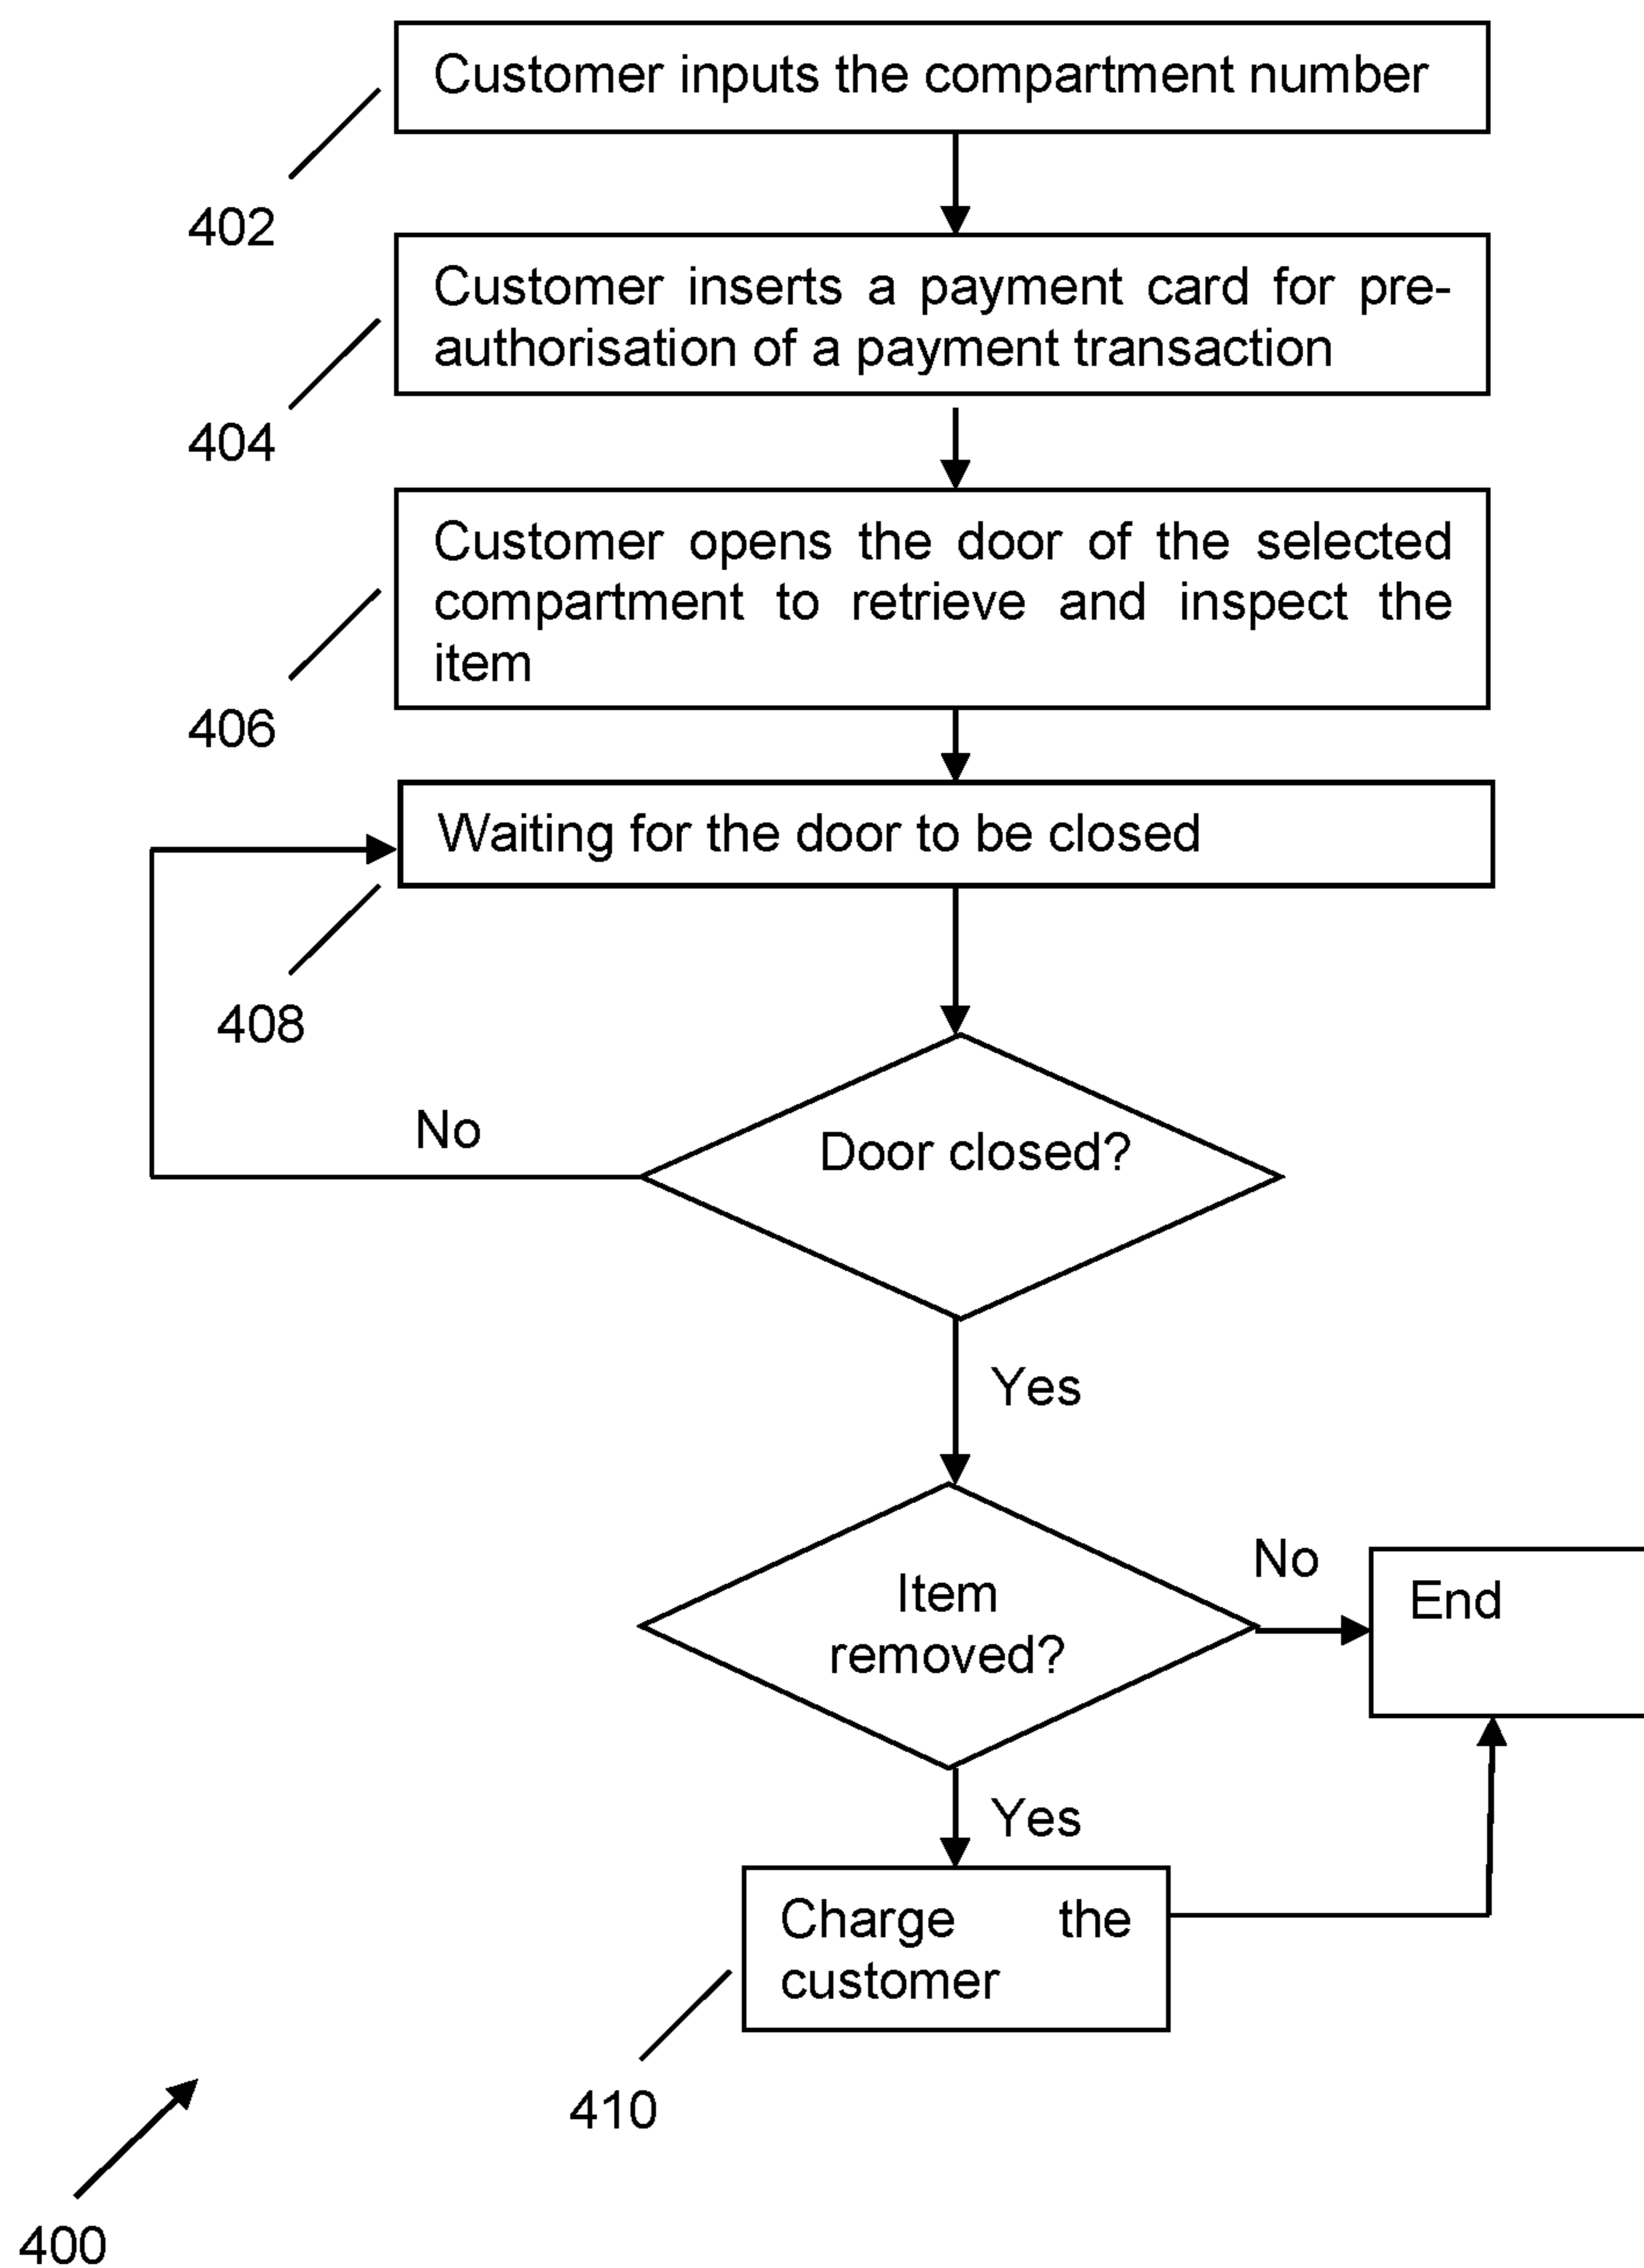 Customer inputs the compartment number
402
Customer inserts a payment card for pre-
authorisation of a payment transaction
404
Customer opens the door of the selected
compartment to retrieve and inspect the
item
406
Waiting for the door to be closed
408
No
Door closed?
Yes
Item
removed?
No
End
Yes
Charge the
customer
410
400